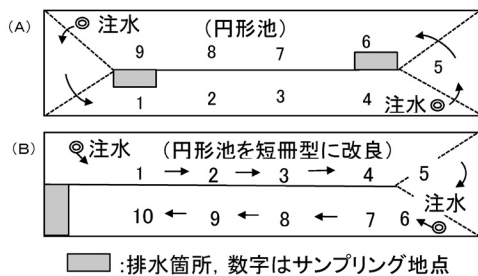 (A)
注水 (円形池)
9 8 7 6
5
1 2 3 4 注水
(B)
注水 (円形池を短冊型に改良)
1 2 3 4 5
注水
10 9 8 7 6
:排水箇所, 数字はサンプリング地点